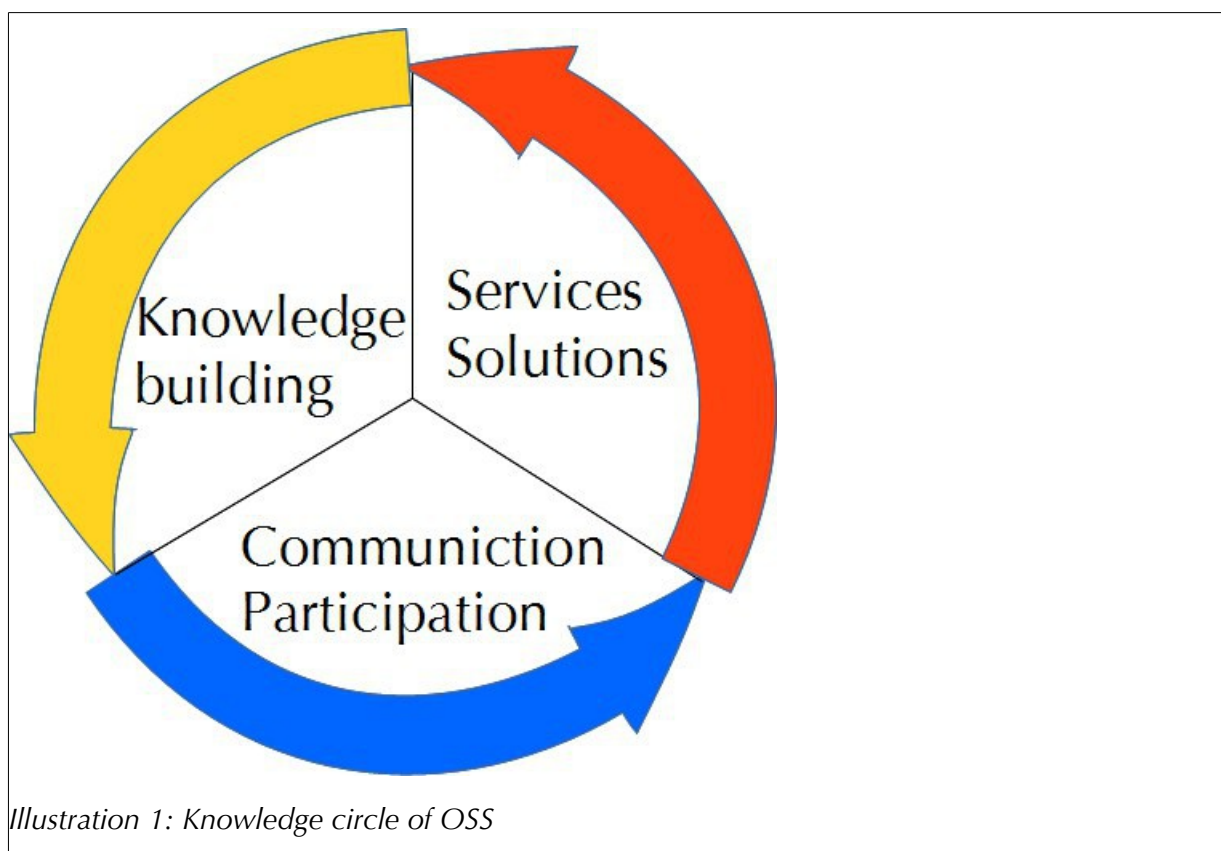 Knowledge
building
Services
Solutions
Communiction
Participation
Illustration 1: Knowledge circle of OSS